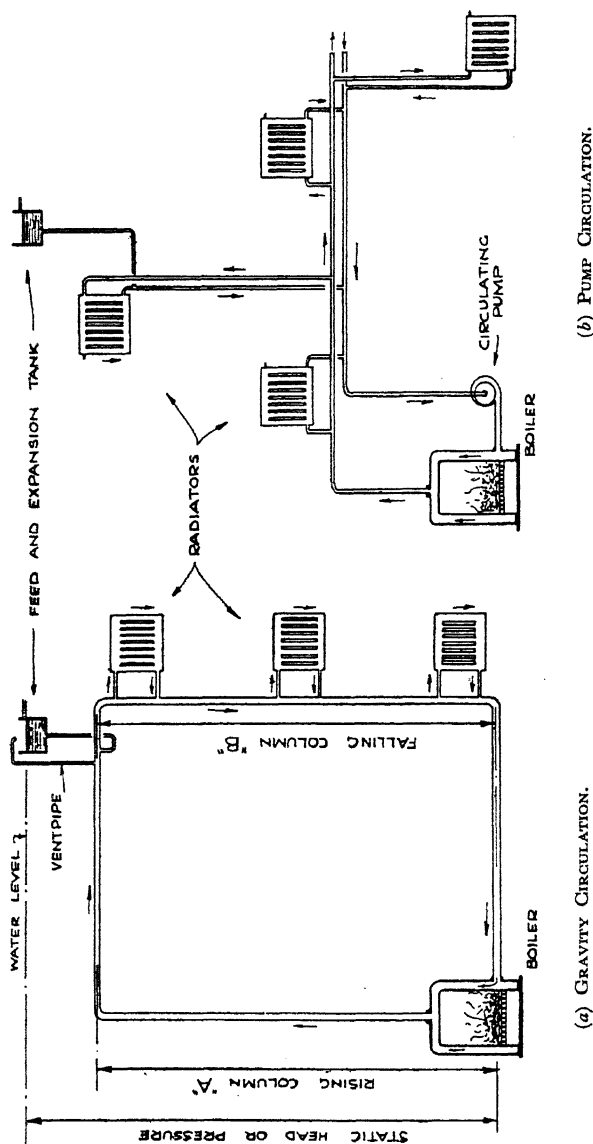 WATER LEVEL
VENTPIPE
FEED AND EXPANSION TANK
RADIATORS
STATIC HEAD OR PRESSURE
RISING COLUMN "A"
FALLING COLUMN "B"
BOILER
CIRCULATING
PUMP
BOILER
(a) GRAVITY CIRCULATION.
(b) PUMP CIRCULATION.